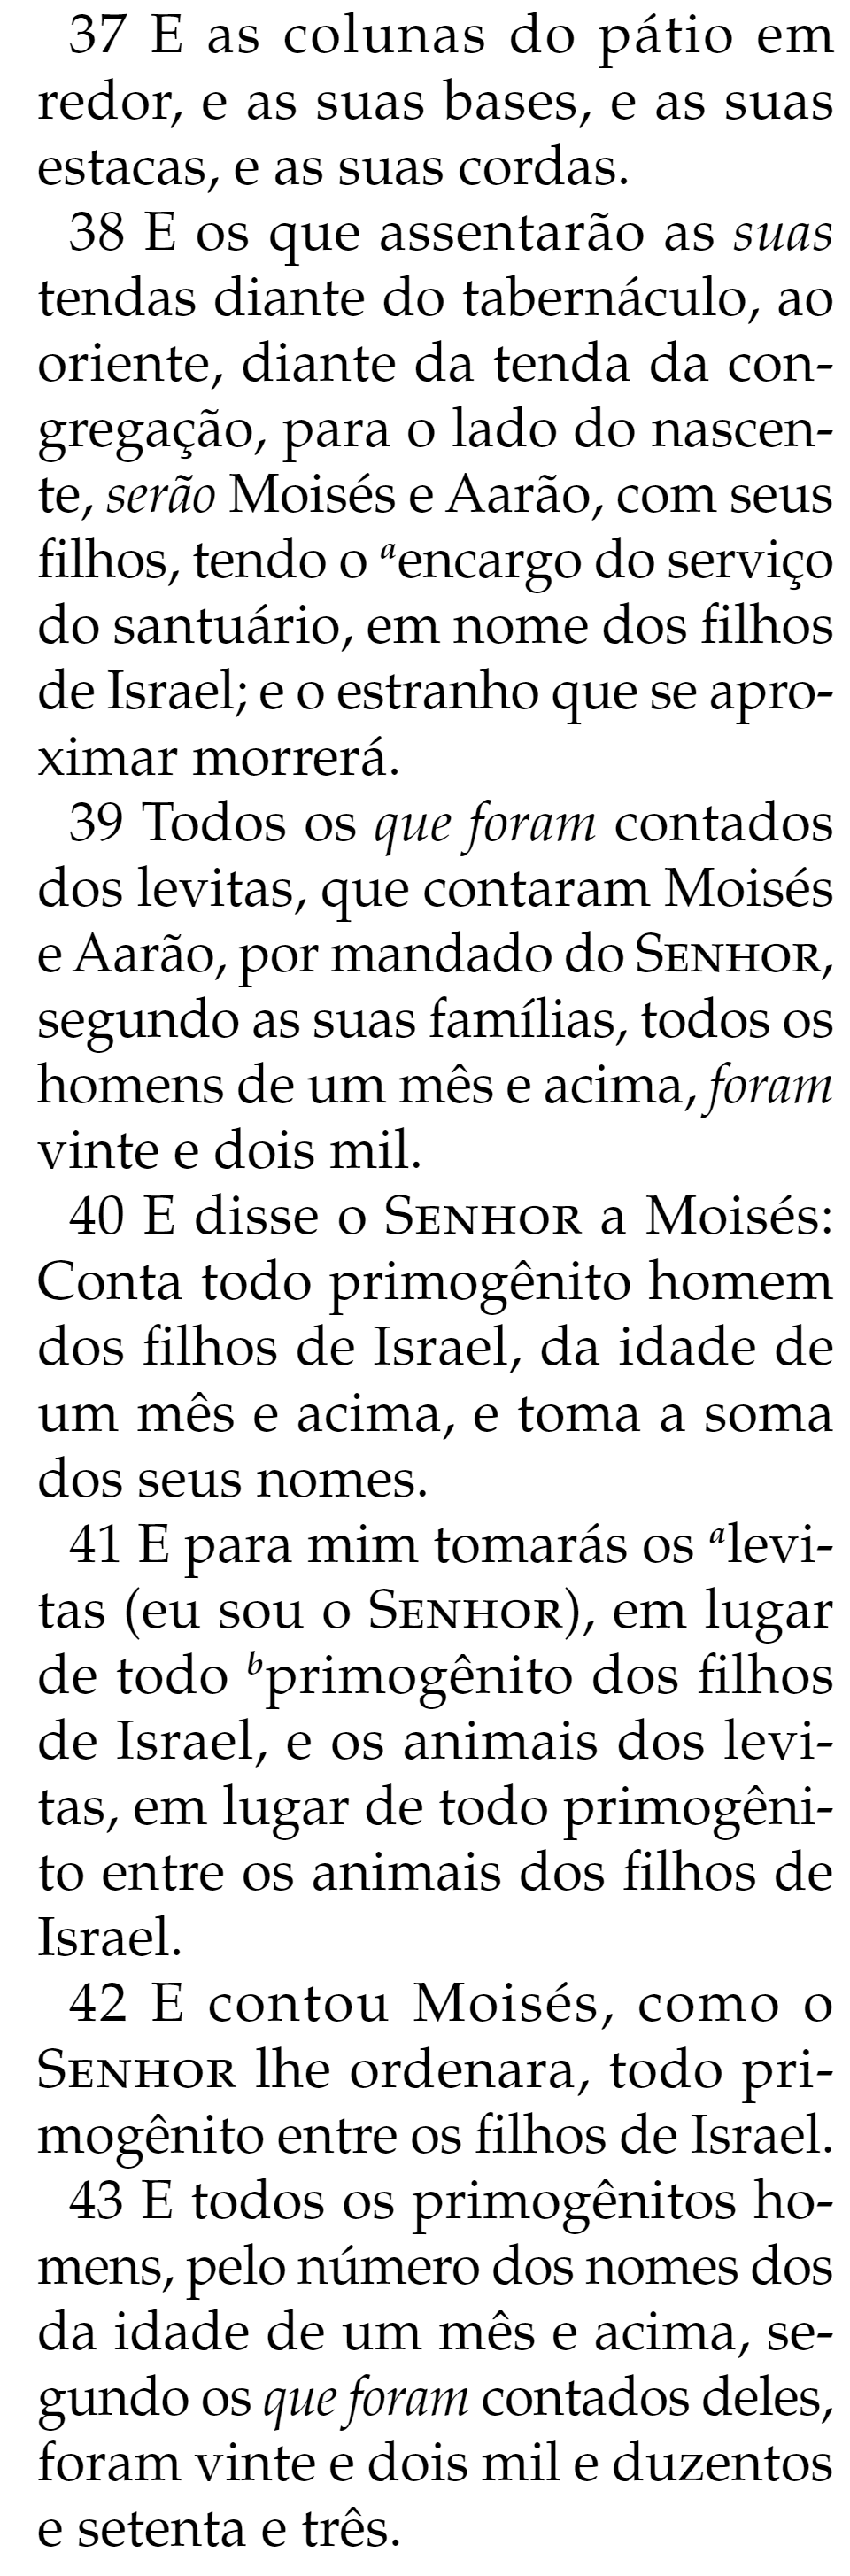 37 E as colunas do pátio em
redor, e as suas bases, e as suas
estacas, e as suas cordas.
38 E os que assentarão as suas
tendas diante do tabernáculo, ao
oriente, diante da tenda da con-
gregação, para o lado do nascen-
te, serão Moisés e Aarão, com seus
filhos, tendo o ᵃencargo do serviço
do santuário, em nome dos filhos
de Israel; e o estranho que se apro-
ximar morrerá.
39 Todos os que foram contados
dos levitas, que contaram Moisés
e Aarão, por mandado do SENHOR,
segundo as suas famílias, todos os
homens de um mês e acima, foram
vinte e dois mil.
40 E disse o SENHOR a Moisés:
Conta todo primogênito homem
dos filhos de Israel, da idade de
um mês e acima, e toma a soma
dos seus nomes.
41 E para mim tomarás os ᵃlevi-
tas (eu sou o SENHOR), em lugar
de todo ᵇprimogênito dos filhos
de Israel, e os animais dos levi-
tas, em lugar de todo primogêni-
to entre os animais dos filhos de
Israel.
42 E contou Moisés, como o
SENHOR lhe ordenara, todo pri-
mogênito entre os filhos de Israel.
43 E todos os primogênitos ho-
mens, pelo número dos nomes dos
da idade de um mês e acima, se-
gundo os que foram contados deles,
foram vinte e dois mil e duzentos
e setenta e três.